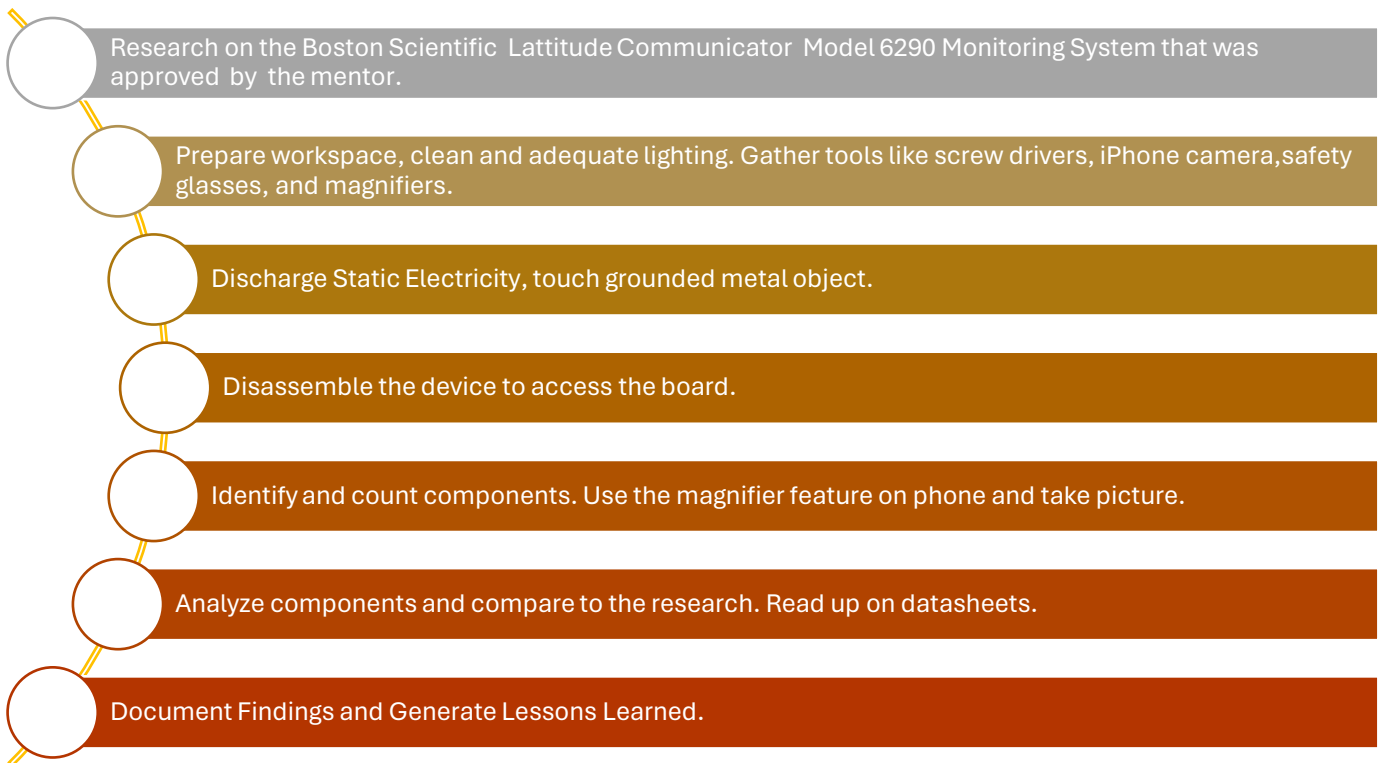 Research on the Boston Scientific Lattitude Communicator Model 6290 Monitoring System that was
approved by the mentor.
Prepare workspace, clean and adequate lighting. Gather tools like screw drivers, iPhone camera,safety
glasses, and magnifiers.
Discharge Static Electricity, touch grounded metal object.
Disassemble the device to access the board.
Identify and count components. Use the magnifier feature on phone and take picture.
Analyze components and compare to the research. Read up on datasheets.
Document Findings and Generate Lessons Learned.